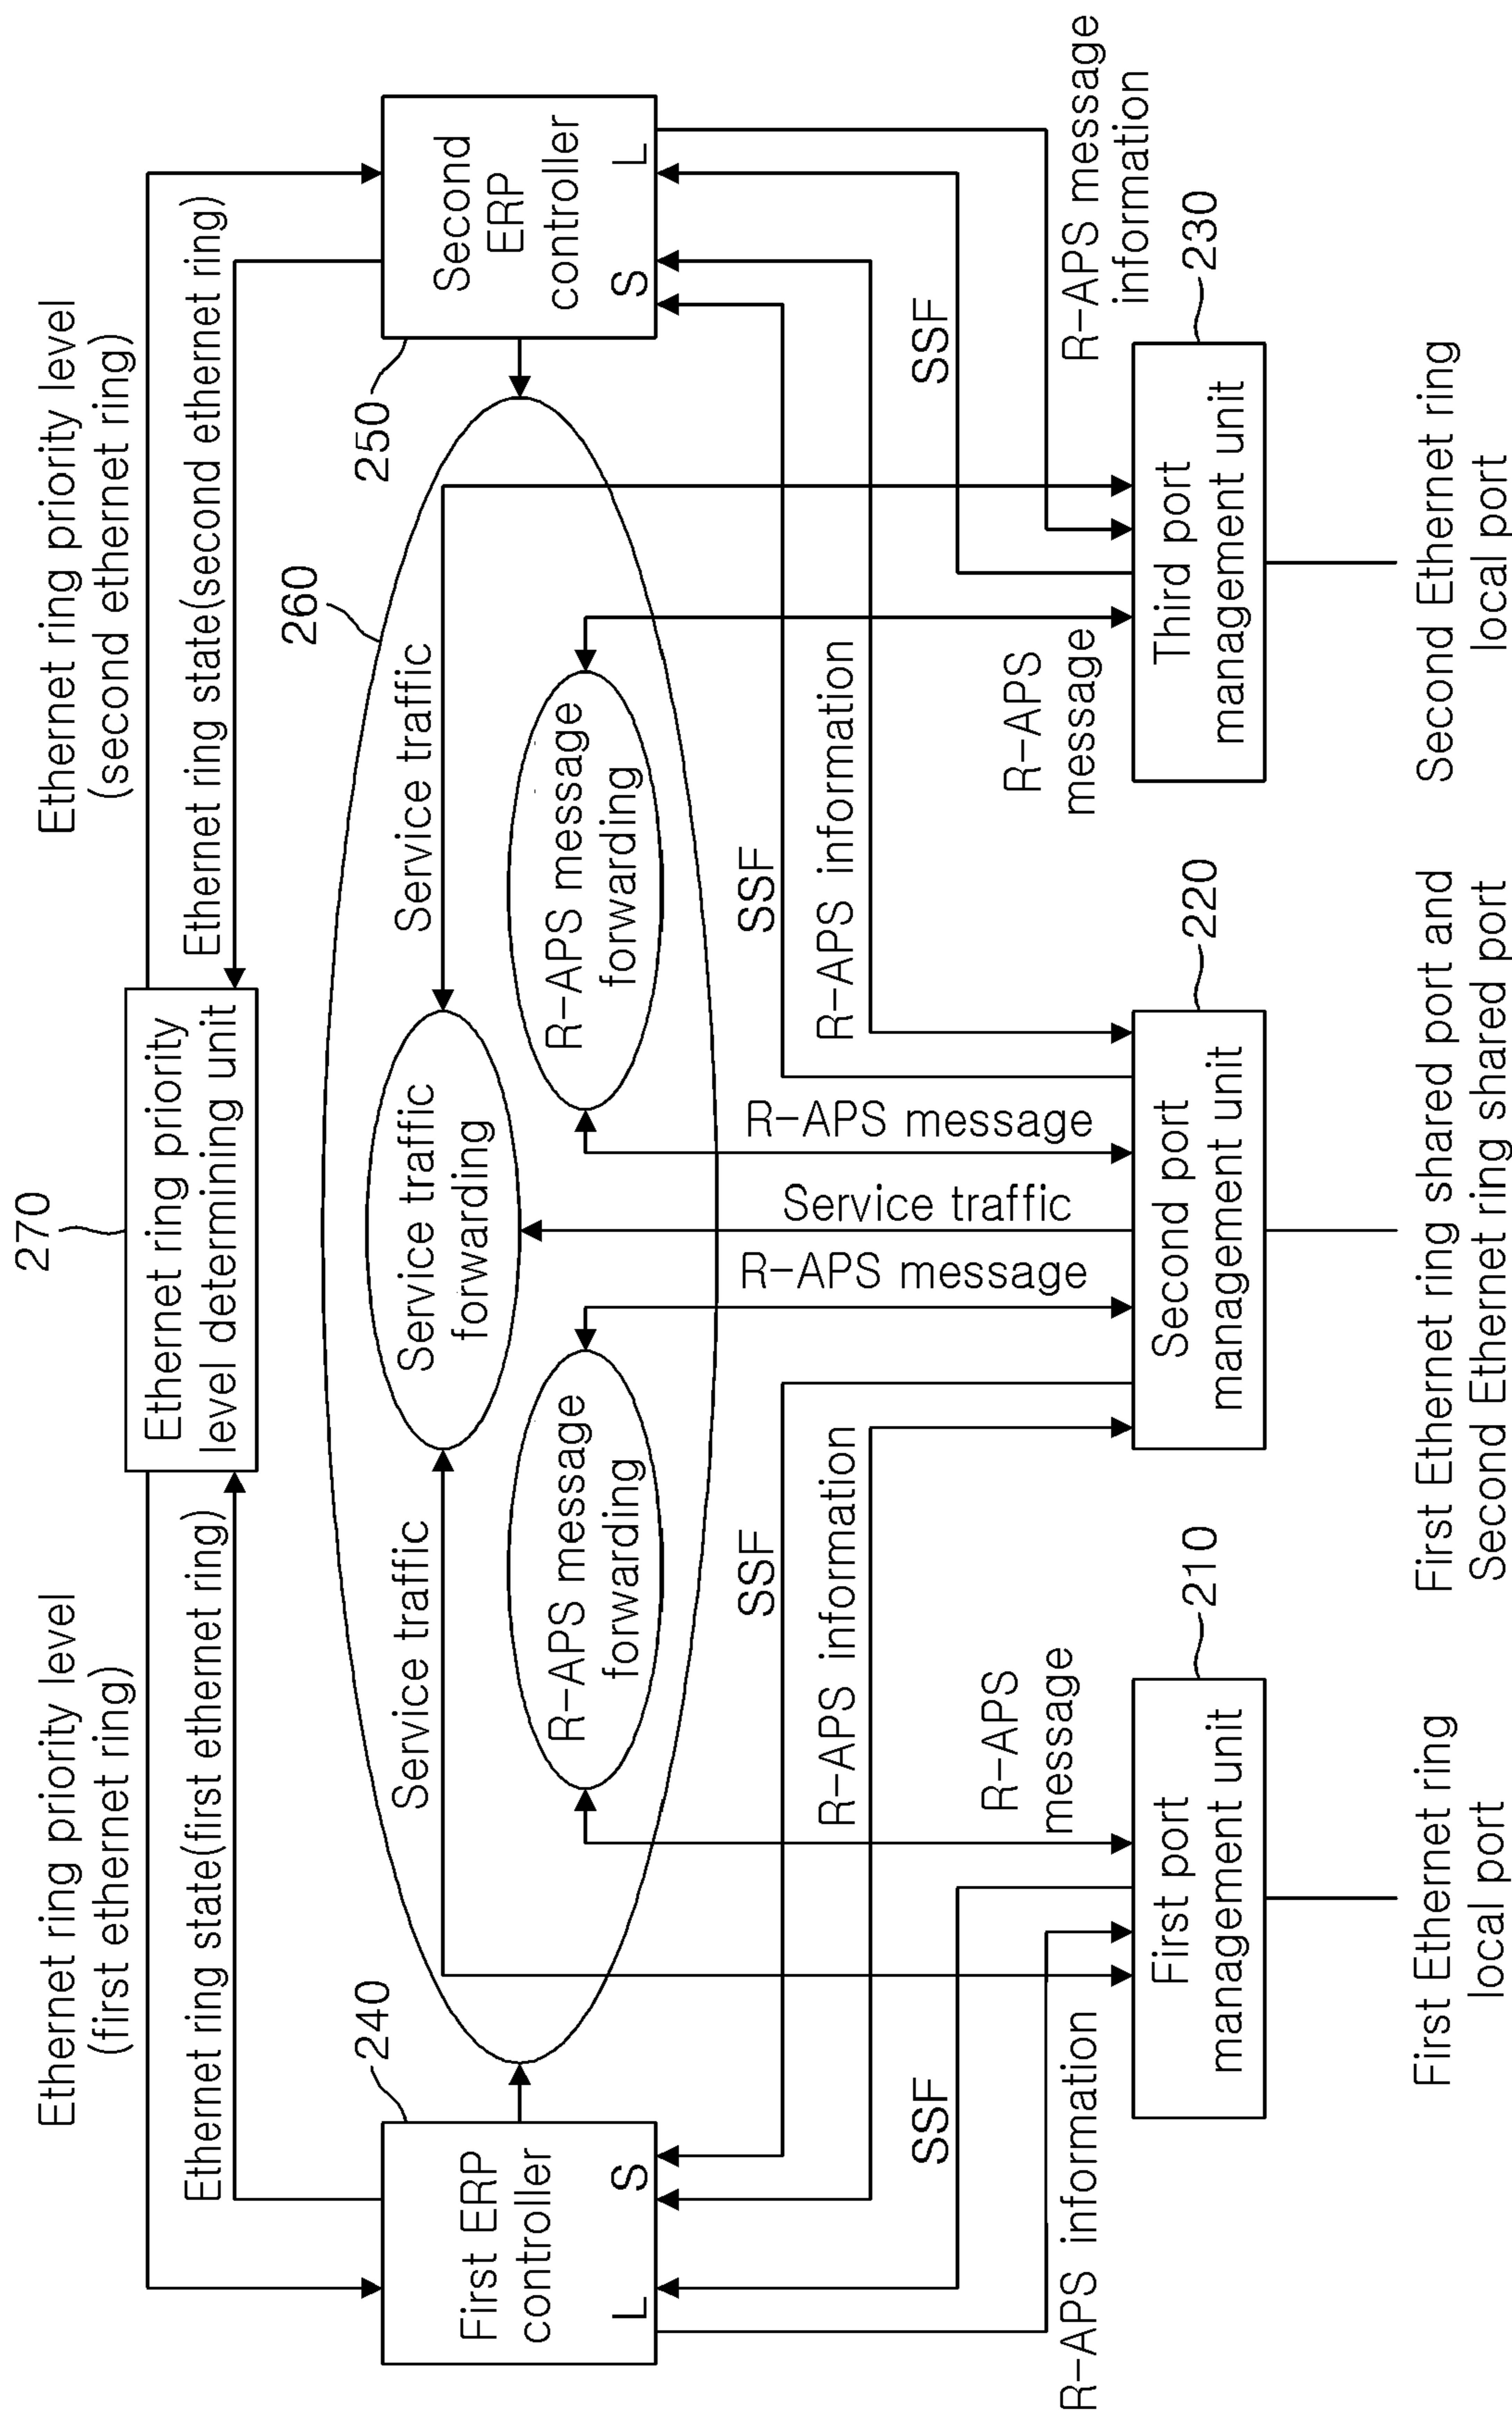 270
Ethernet ring priority level
(first ethernet ring)
Ethernet ring priority level
(second ethernet ring)
Ethernet ring priority
level determining unit
Ethernet ring state(first ethernet ring)
Ethernet ring state(second ethernet ring)
260
240
First ERP
controller
L
S
250
Second
ERP
controller
S
L
Service traffic
Service traffic
forwarding
Service traffic
R-APS message
forwarding
R-APS message
forwarding
SSF
R-APS information
R-APS message
Service traffic
R-APS message
SSF
R-APS information
SSF
R-APS information
R-APS
message
R-APS
message
SSF
R-APS message
information
210
First port
management unit
220
Second port
management unit
230
Third port
management unit
First Ethernet ring
local port
First Ethernet ring shared port and
Second Ethernet ring shared port
Second Ethernet ring
local port